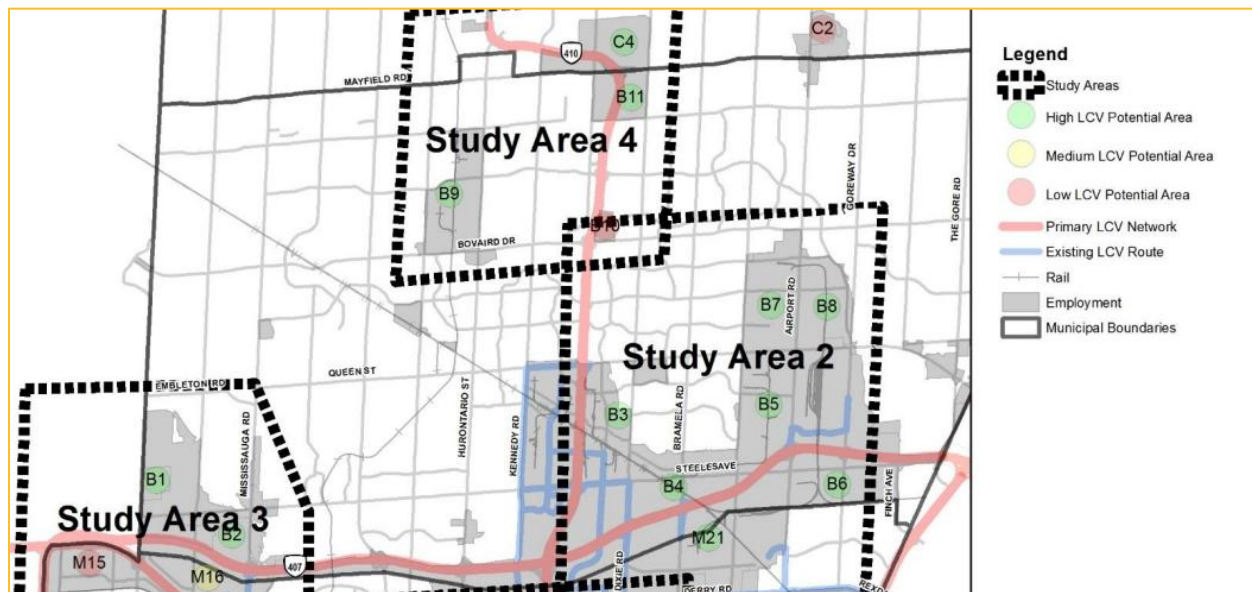 C4
C2
410
MAYFIELD RD
B11
Study Area 4
GOREWAY DR
THE GORE RD
B9
B10
BOVAIRD DR
B7
AIRPORT RD
B8
Study Area 2
QUEEN ST
EMBLETON RD
HURONTARIO ST
KENNEDY RD
B3
BRAMELA RD
B5
MISSISSAUGA RD
STEELESAVE
B1
B4
B6
FINCH AVE
Study Area 3
B2
M21
M15
M16
407
DIXIE RD
DERRY RD
Legend
Study Areas
High LCV Potential Area
Medium LCV Potential Area
Low LCV Potential Area
Primary LCV Network
Existing LCV Route
Rail
Employment
Municipal Boundaries